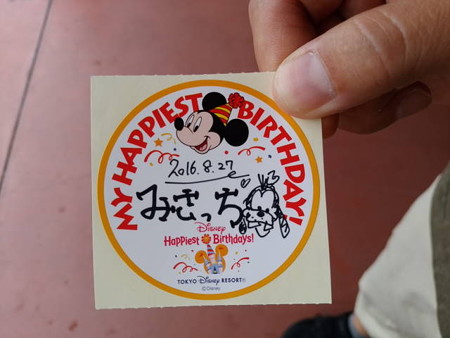 MY HAPPIEST BIRTHDAY!
2016.8.27
みさっち
Disney
Happiest Birthdays!
TOKYO Disney RESORT®
©Disney